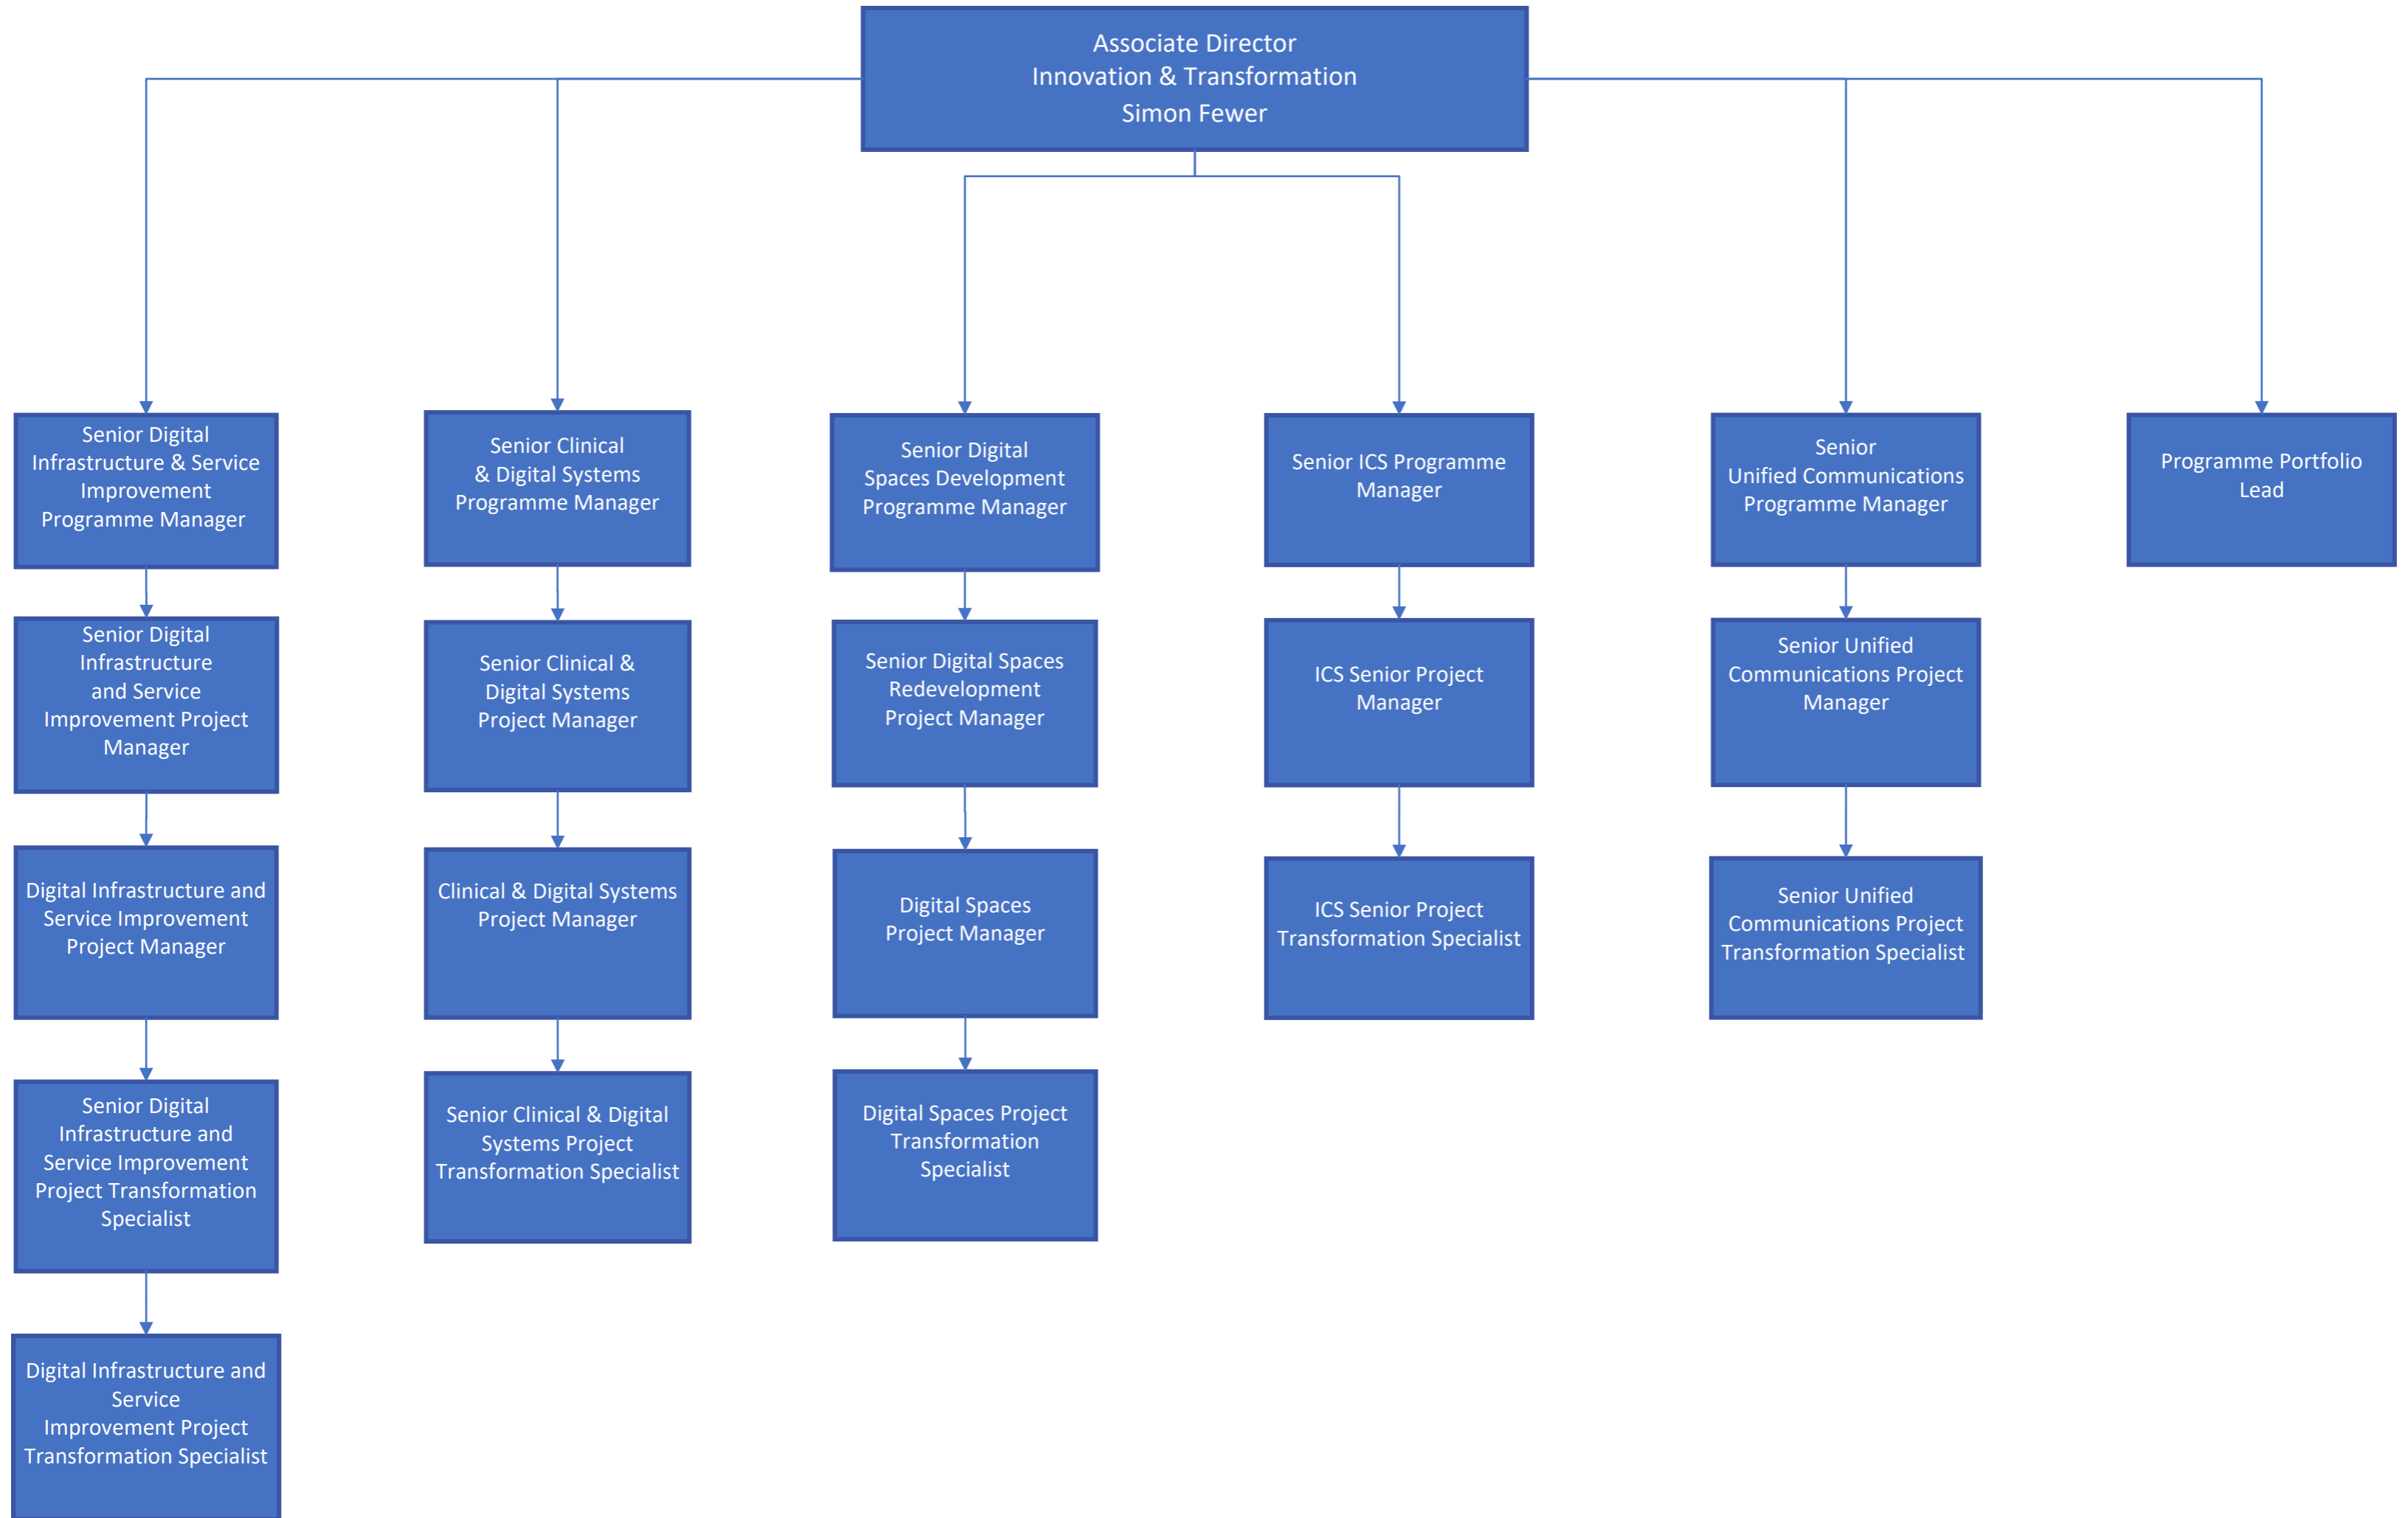 Associate Director
Innovation & Transformation
Simon Fewer
Senior Digital
Infrastructure & Service
Improvement
Programme Manager
Senior Clinical
& Digital Systems
Programme Manager
Senior Digital
Spaces Development
Programme Manager
Senior ICS Programme
Manager
Senior
Unified Communications
Programme Manager
Programme Portfolio
Lead
Senior Digital
Infrastructure
and Service
Improvement Project
Manager
Senior Clinical &
Digital Systems
Project Manager
Senior Digital Spaces
Redevelopment
Project Manager
ICS Senior Project
Manager
Senior Unified
Communications Project
Manager
Digital Infrastructure and
Service Improvement
Project Manager
Clinical & Digital Systems
Project Manager
Digital Spaces
Project Manager
ICS Senior Project
Transformation Specialist
Senior Unified
Communications Project
Transformation Specialist
Senior Digital
Infrastructure and
Service Improvement
Project Transformation
Specialist
Senior Clinical & Digital
Systems Project
Transformation Specialist
Digital Spaces Project
Transformation
Specialist
Digital Infrastructure and
Service
Improvement Project
Transformation Specialist